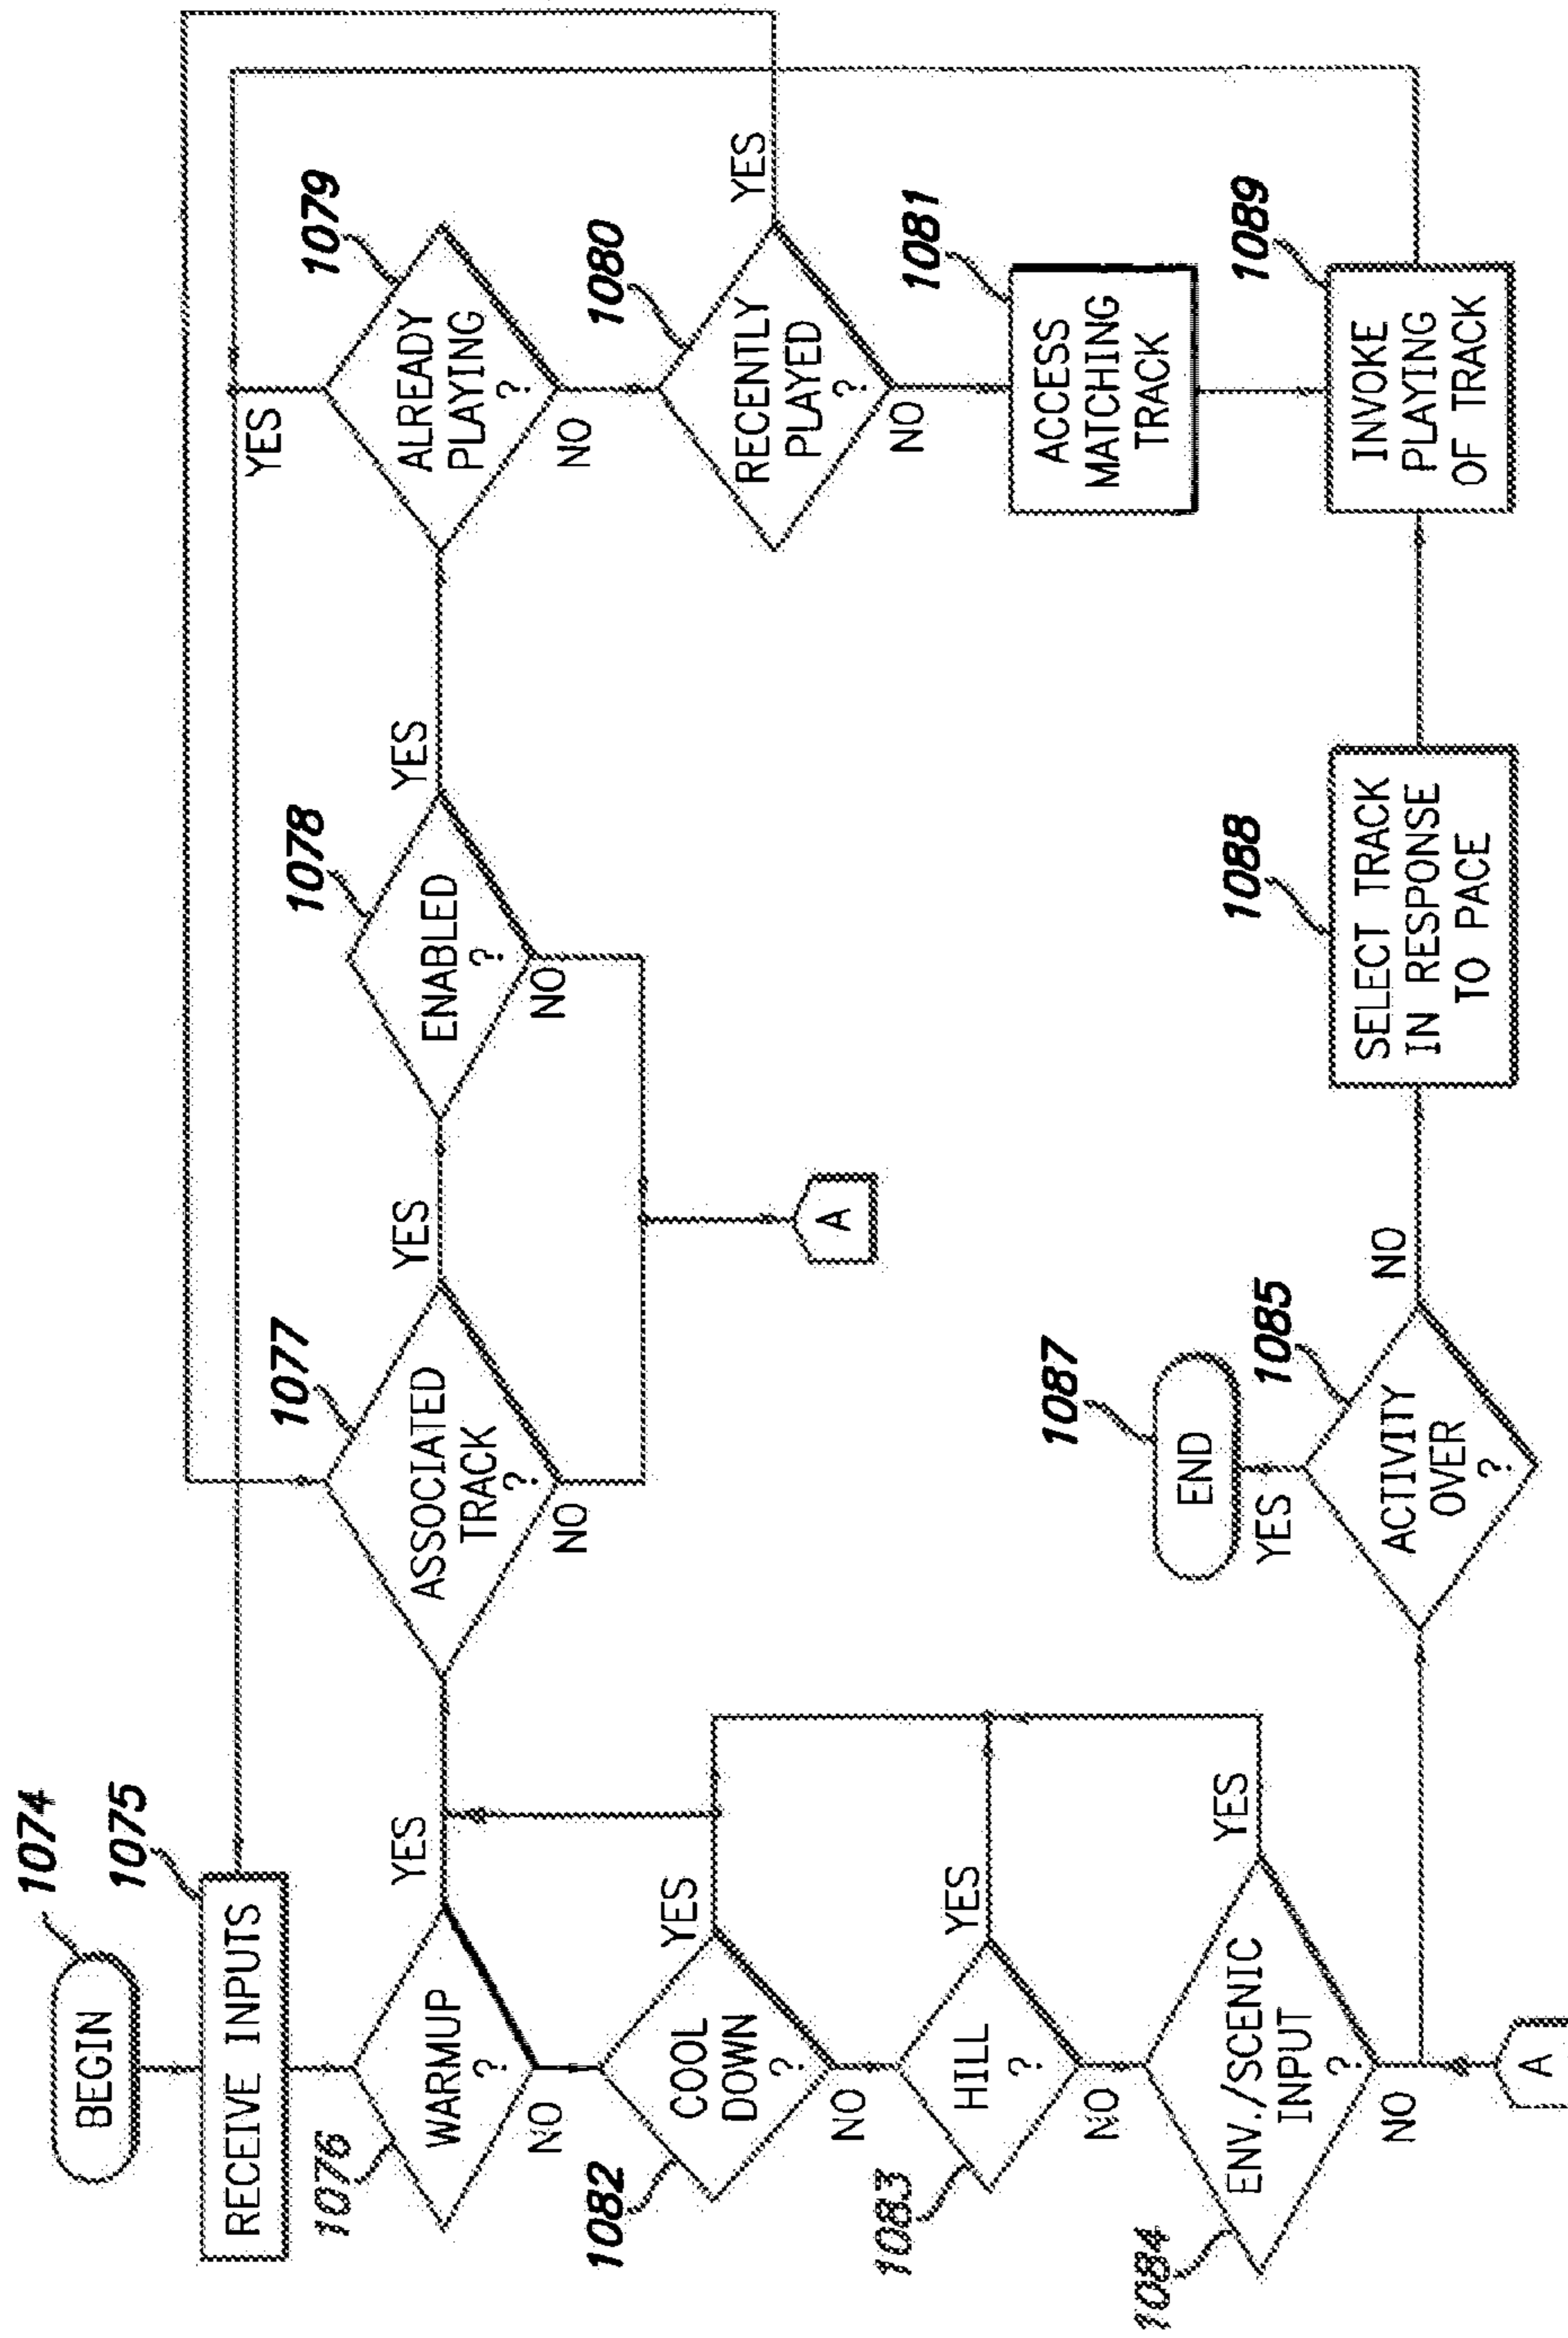 1074
BEGIN
1075
RECEIVE INPUTS
1076
WARMUP
?
YES
NO
1082
COOL
DOWN
?
YES
NO
1083
HILL
?
YES
NO
1084
ENV./SCENIC
INPUT
?
YES
NO
A
1077
ASSOCIATED
TRACK
?
YES
NO
1078
ENABLED
?
YES
NO
A
1079
ALREADY
PLAYING
?
YES
NO
1080
RECENTLY
PLAYED
?
YES
NO
1081
ACCESS
MATCHING
TRACK
1087
END
YES
1085
ACTIVITY
OVER
?
NO
1088
SELECT TRACK
IN RESPONSE
TO PACE
1089
INVOKE
PLAYING
OF TRACK